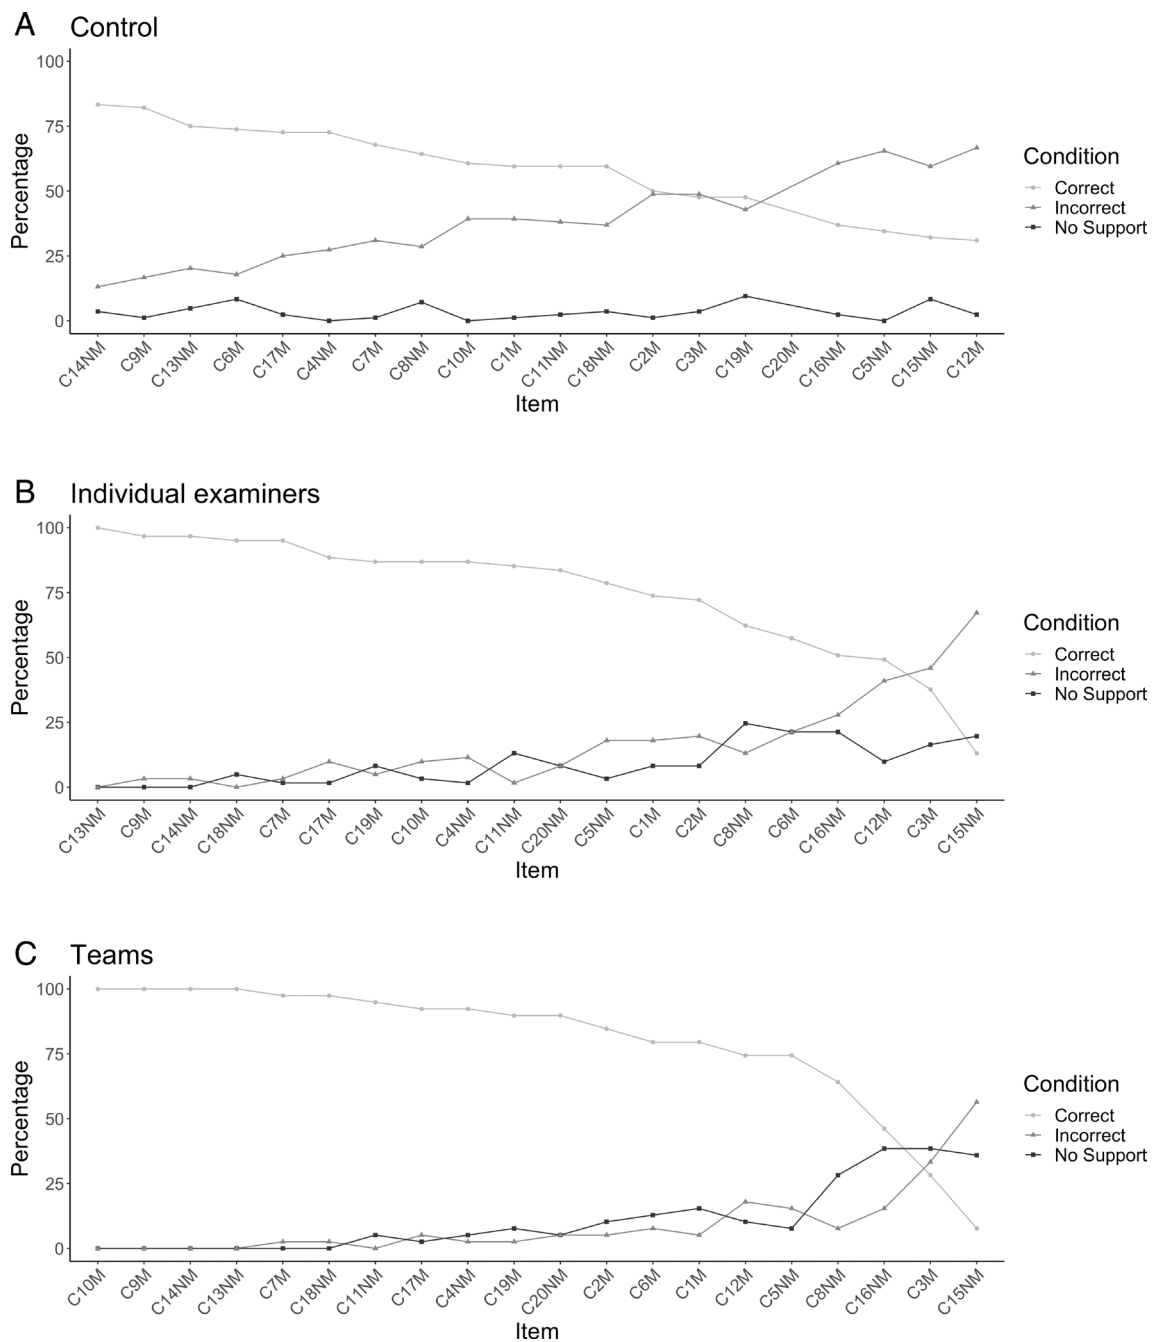 A Control
100
75
50
25
0
Percentage
C14NM C9M C13NM C6M C17M C4NM C7M C8NM C10M C1M C11NM C18NM C2M C3M C19M C20M C16NM C5NM C15NM C12M
Item
Condition
Correct
Incorrect
No Support
B Individual examiners
100
75
50
25
0
Percentage
C13NM C9M C14NM C18NM C7M C17M C19M C10M C4NM C11NM C20NM C5NM C1M C2M C8NM C6M C16NM C12M C3M C15NM
Item
Condition
Correct
Incorrect
No Support
C Teams
100
75
50
25
0
Percentage
C10M C9M C14NM C13NM C7M C18NM C11NM C17M C4NM C19M C20NM C2M C6M C1M C12M C5NM C8NM C16NM C3M C15NM
Item
Condition
Correct
Incorrect
No Support